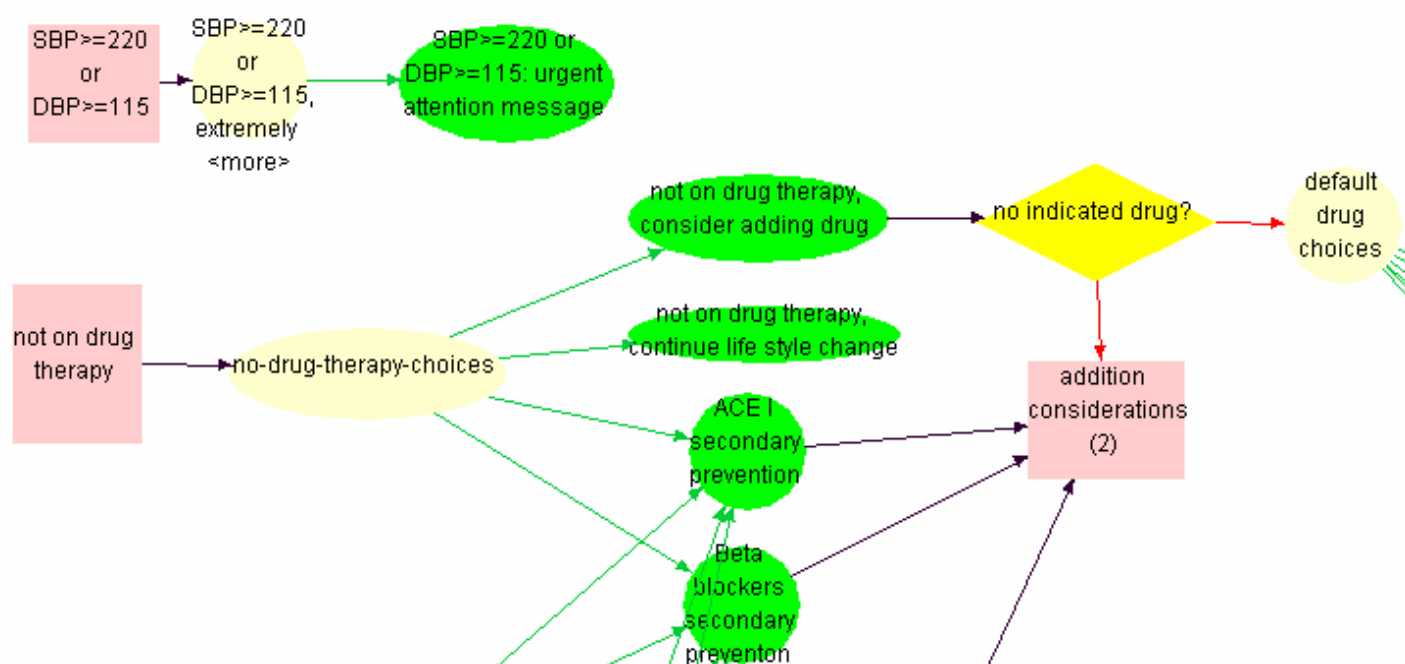 SBP>=220
or
DBP>=115
SBP>=220
or
DBP>=115,
extremely
<more>
SBP>=220 or
DBP>=115: urgent
attention message
not on drug therapy,
consider adding drug
no indicated drug?
default
drug
choices
not on drug
therapy
no-drug-therapy-choices
not on drug therapy,
continue life style change
ACE I
secondary
prevention
addition
considerations
(2)
Beta
blockers
secondary
preventon